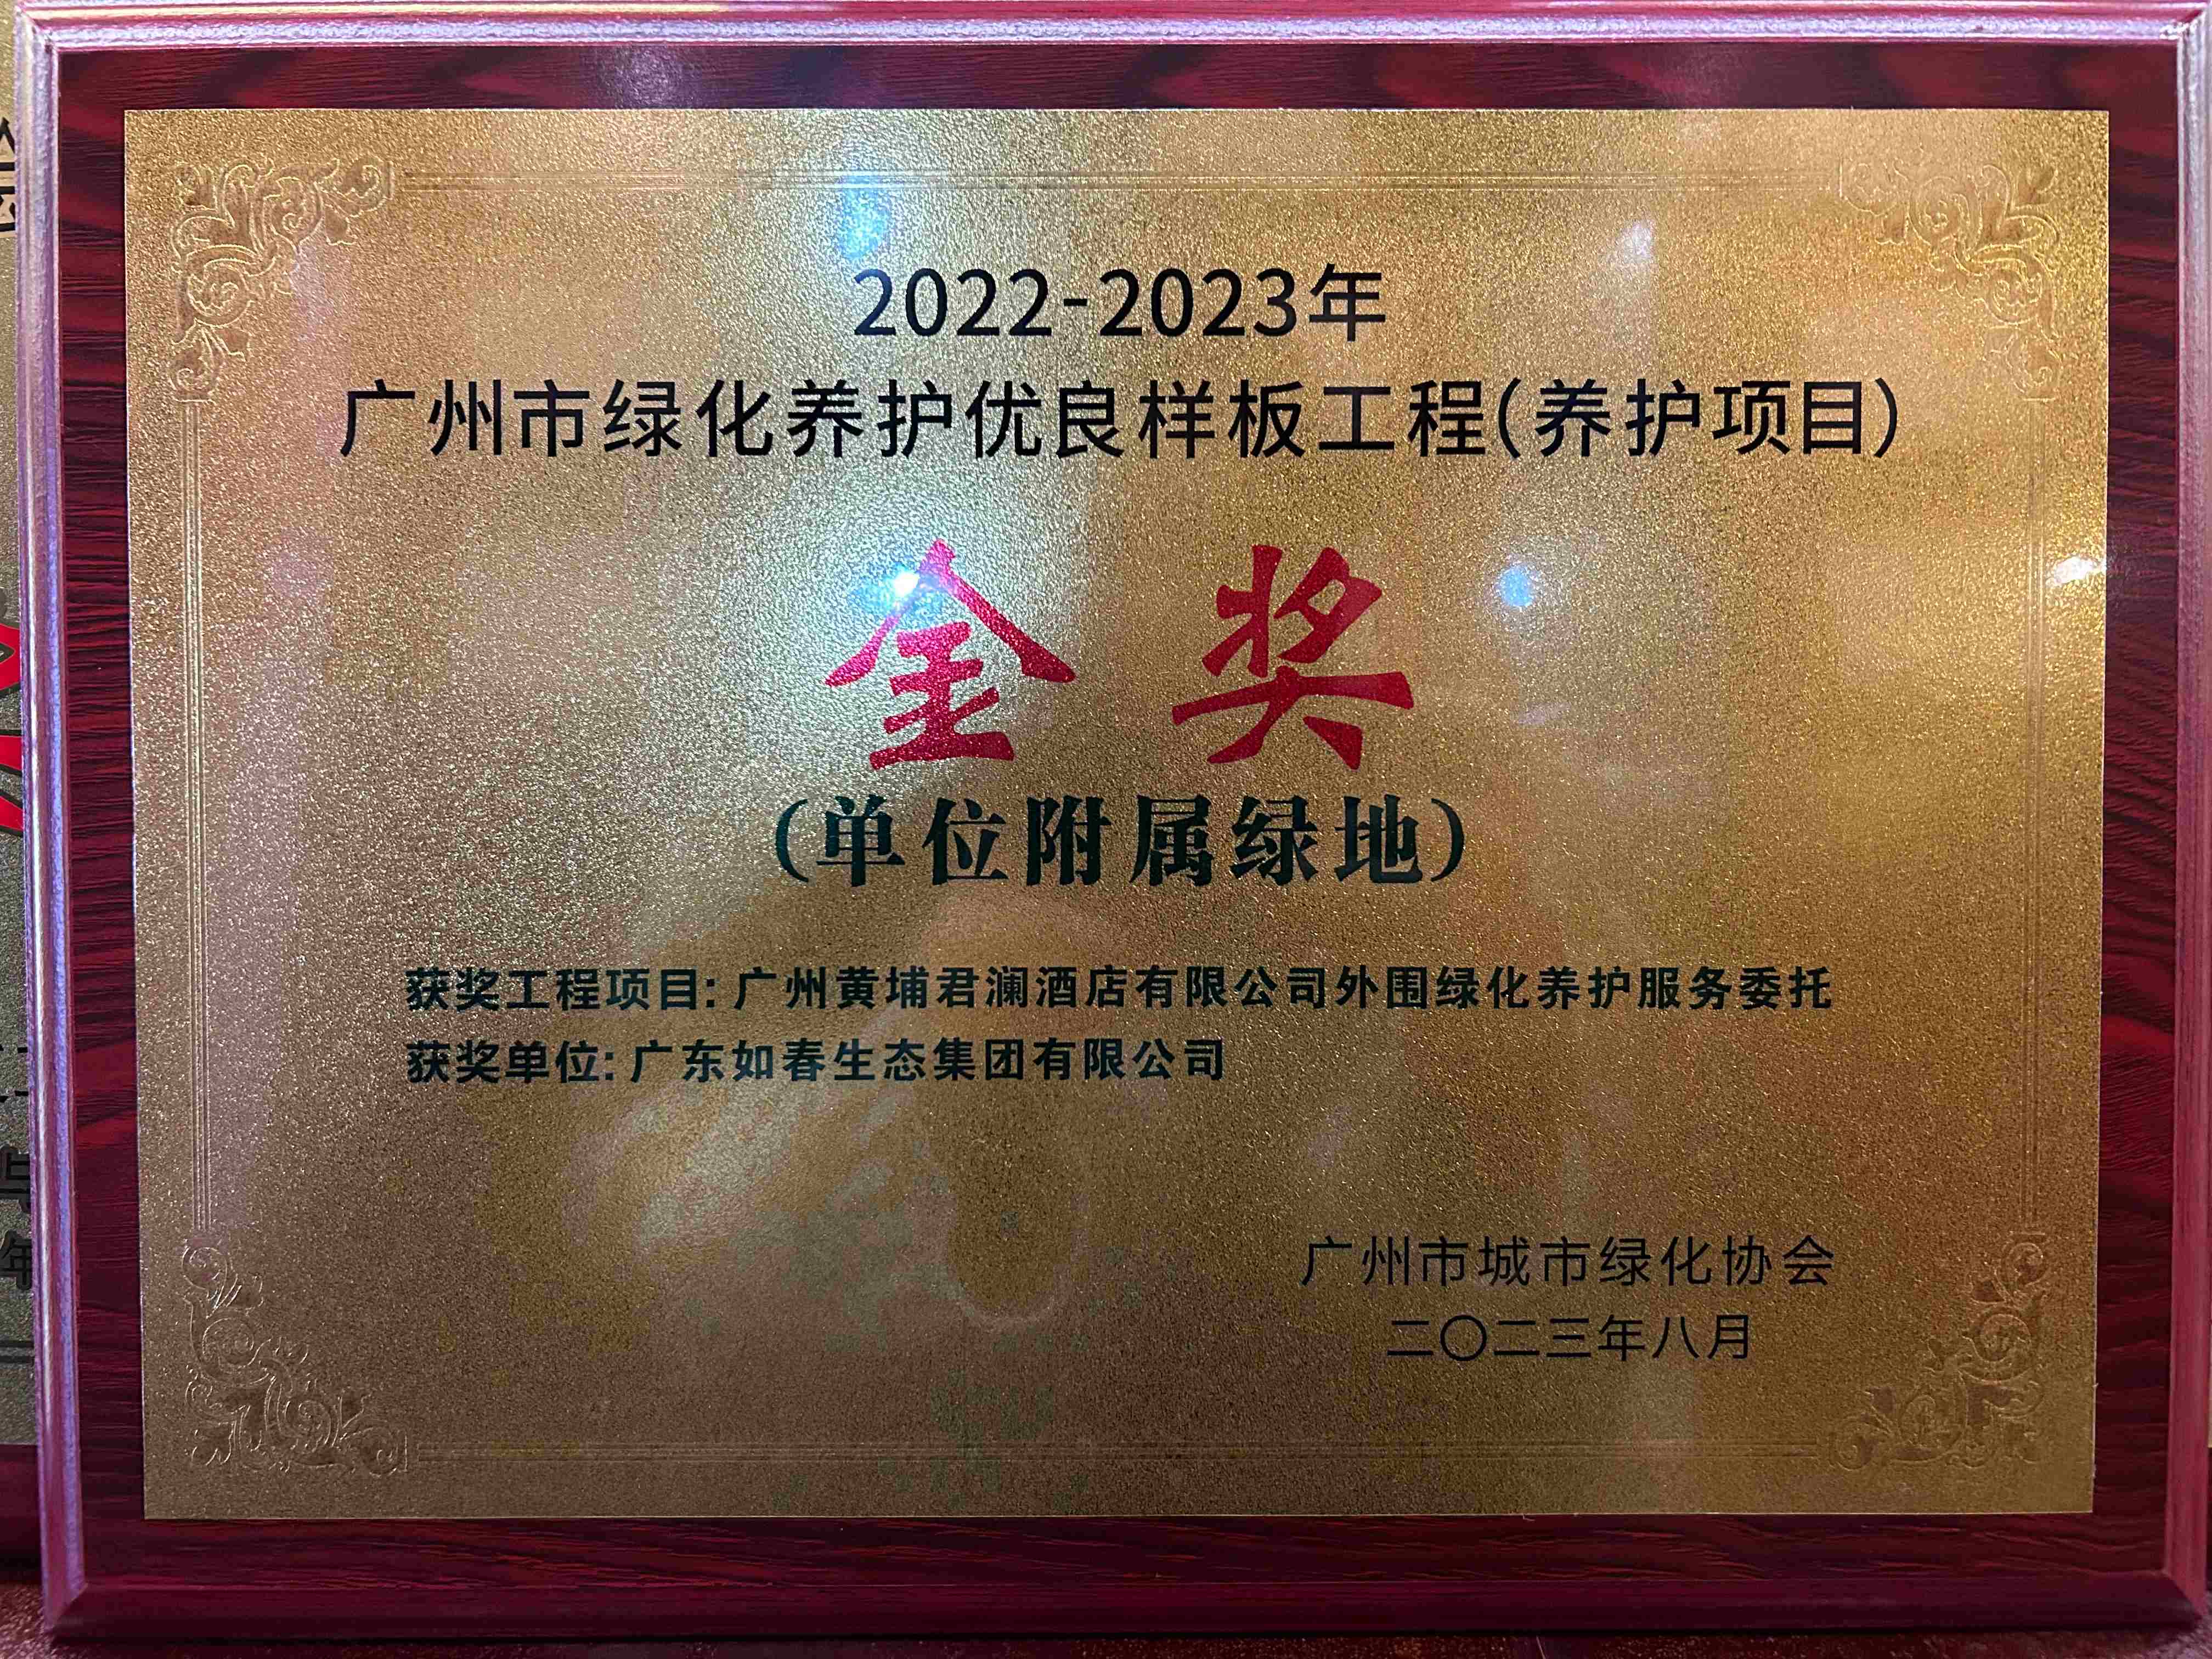 2022-2023年
广州市绿化养护优良样板工程(养护项目)
金奖
(单位附属绿地)
获奖工程项目:广州黄埔君澜酒店有限公司外围绿化养护服务委托
获奖单位:广东如春生态集团有限公司
广州市城市绿化协会
二〇二三年八月